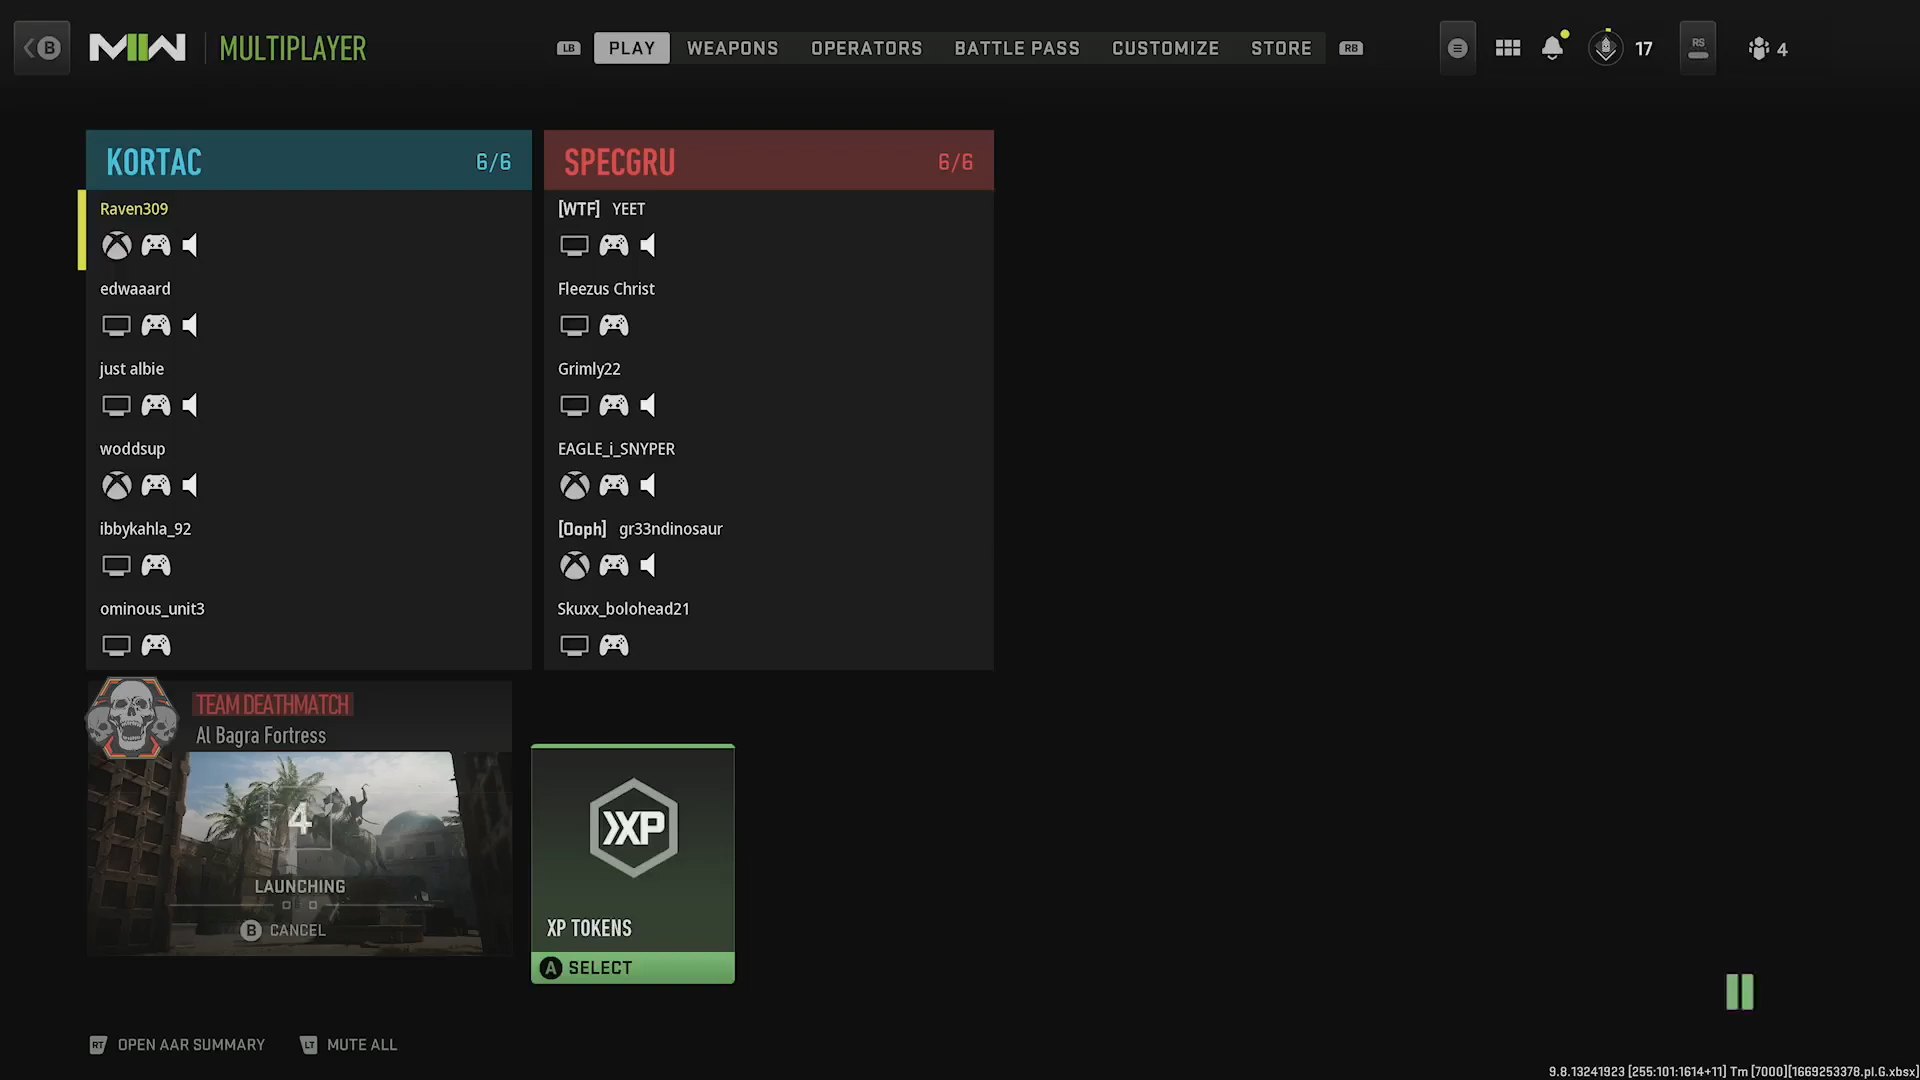 B MWII MULTIPLAYER LB PLAY WEAPONS OPERATORS BATTLE PASS CUSTOMIZE STORE RB 17 RS 4
KORTAC 6/6
Raven309
edwaaard
just albie
woddsup
ibbykahla_92
ominous_unit3
SPECGRU 6/6
[WTF] YEET
Fleezus Christ
Grimly22
EAGLE_i_SNYPER
[Ooph] gr33ndinosaur
Skuxx_bolohead21
TEAM DEATHMATCH
Al Bagra Fortress
4
LAUNCHING
B CANCEL
XP
XP TOKENS
A SELECT
RT OPEN AAR SUMMARY LT MUTE ALL
9.8.13241923 [255:101:1614+11] Tm [7000][1669253378.pl.G.xbsx]